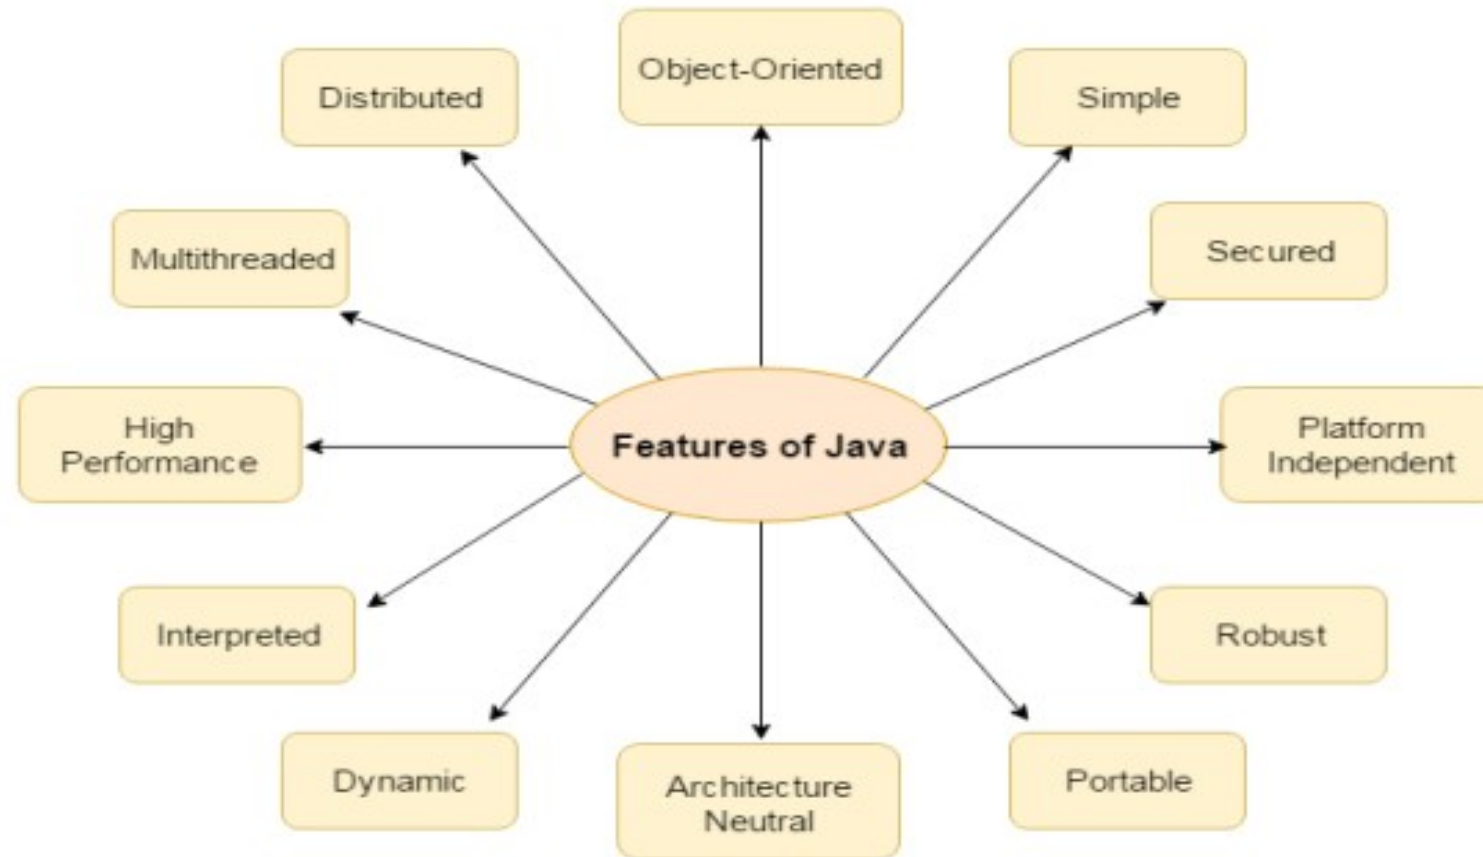 Object-Oriented
Distributed
Simple
Secured
Multithreaded
High
Performance
Features of Java
Platform
Independent
Interpreted
Robust
Dynamic
Architecture
Neutral
Portable